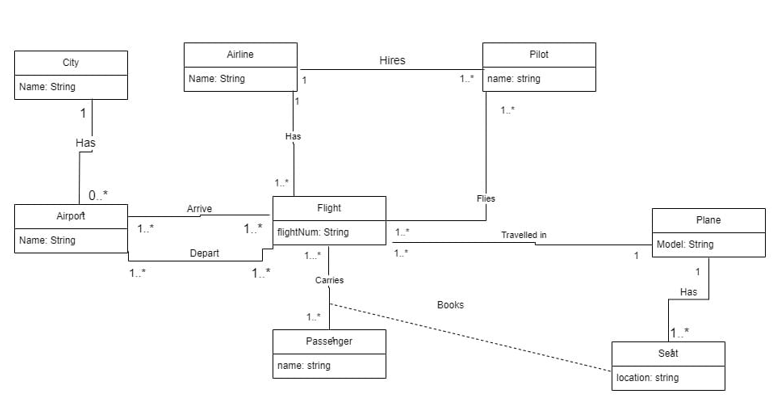 City
Name: String
Airline
Name: String
Hires
1
1..*
Pilot
name: string
1
Has
0..*
1
Has
1..*
1..*
Flies
1..*
Airport
Name: String
Arrive
1..*
1..*
Depart
1..*
1..*
Flight
flightNum: String
Travelled in
1..*
1
Plane
Model: String
1...*
Carries
1..*
Books
1
Has
1..*
Passenger
name: string
Seat
location: string